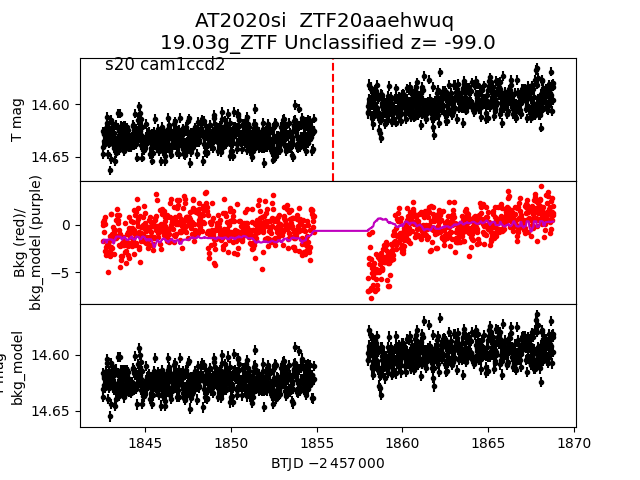 AT2020si ZTF20aaehwuq
19.03g_ZTF Unclassified z= -99.0
s20 cam1ccd2
T mag
14.60
14.65
Bkg (red)/
bkg_model (purple)
0
−5
bkg_model
14.60
14.65
1845 1850 1855 1860 1865 1870
BTJD −2 457 000